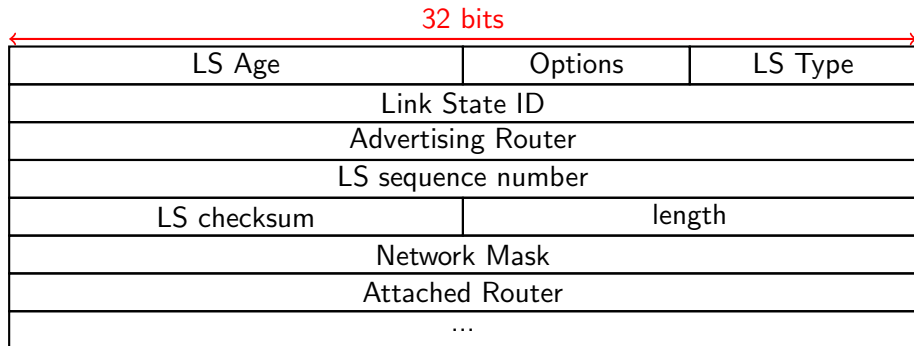 32 bits
LS Age Options LS Type
Link State ID
Advertising Router
LS sequence number
LS checksum length
Network Mask
Attached Router
...